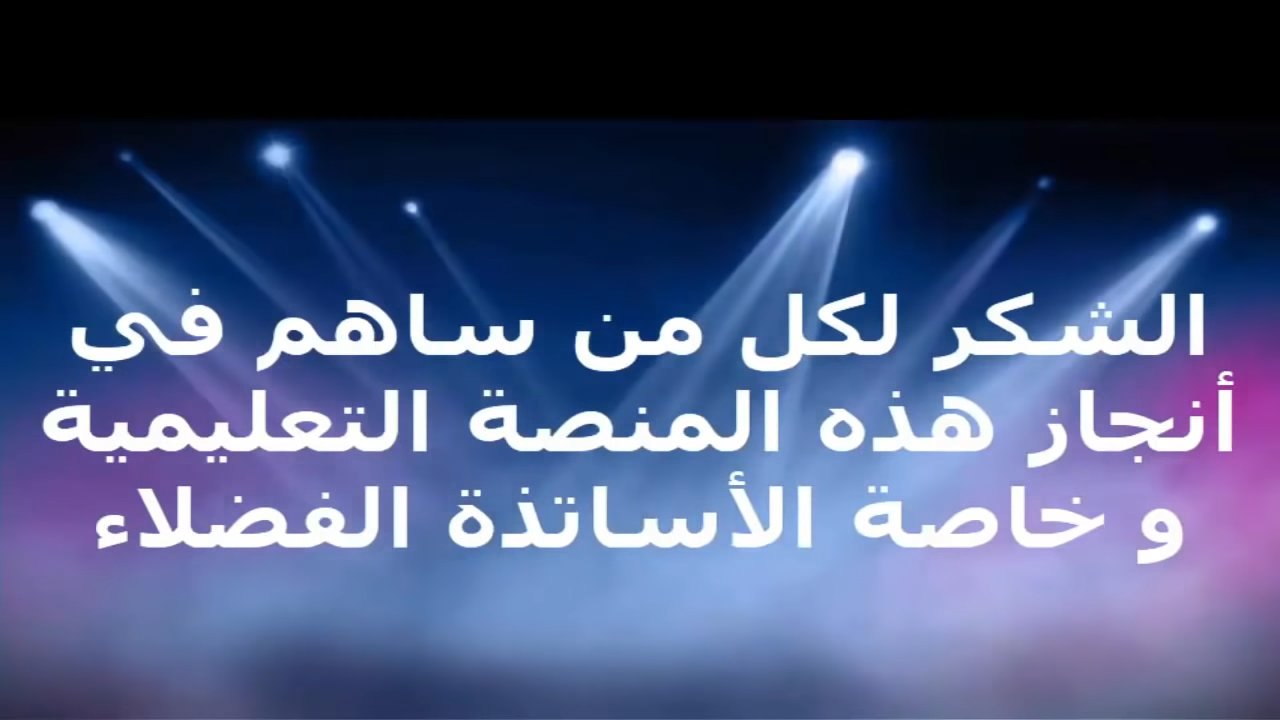 الشكر لكل من ساهم في
أنجاز هذه المنصة التعليمية
و خاصة الأساتذة الفضلاء